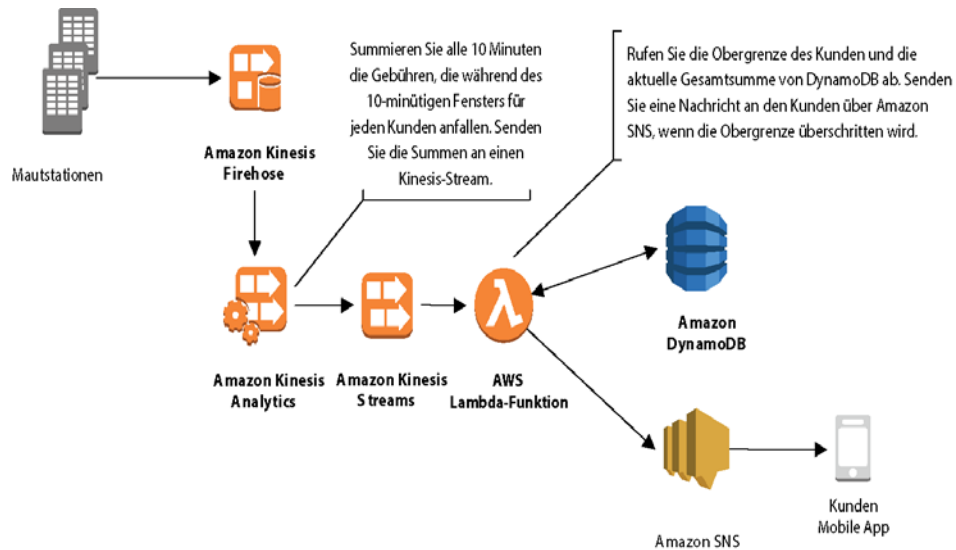 Mautstationen
Amazon Kinesis
Firehose
Summieren Sie alle 10 Minuten
die Gebühren, die während des
10-minütigen Fensters für
jeden Kunden anfallen. Senden
Sie die Summen an einen
Kinesis-Stream.
Rufen Sie die Obergrenze des Kunden und die
aktuelle Gesamtsumme von DynamoDB ab. Senden
Sie eine Nachricht an den Kunden über Amazon
SNS, wenn die Obergrenze überschritten wird.
Amazon Kinesis
Analytics
Amazon Kinesis
Streams
λ
AWS
Lambda-Funktion
Amazon
DynamoDB
Amazon SNS
Kunden
Mobile App